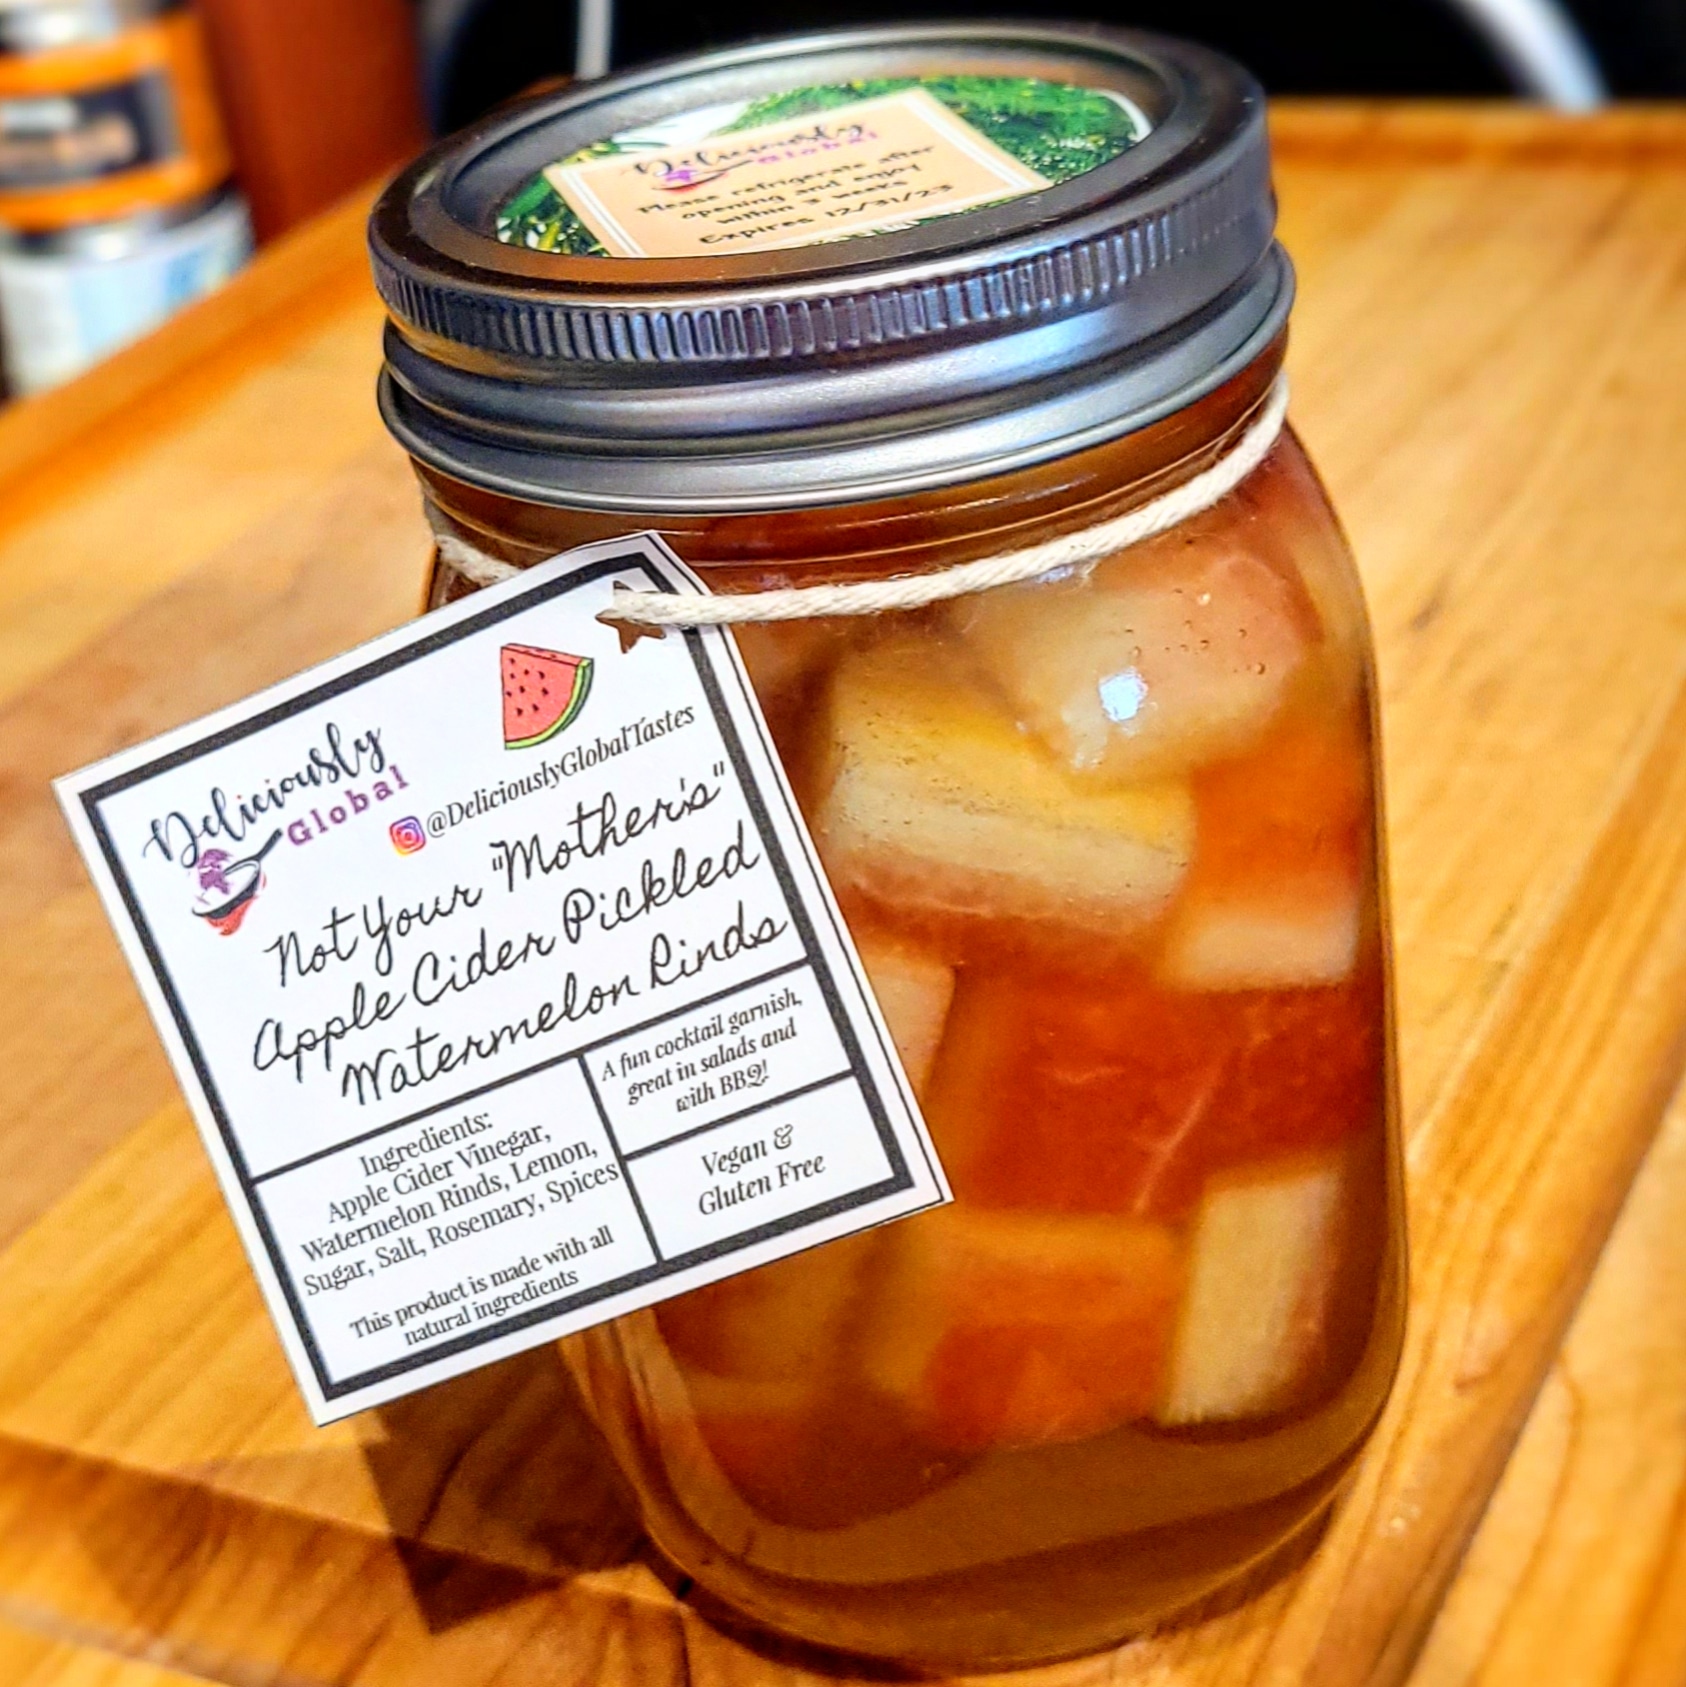 Deliciously
Global
Please refrigerate after
opening and enjoy
within 3 weeks
Expires 12/31/23
Deliciously
Global
@DeliciouslyGlobalTastes
Not Your "Mother's"
Apple Cider Pickled
Watermelon Rinds
Ingredients:
Apple Cider Vinegar,
Watermelon Rinds, Lemon,
Sugar, Salt, Rosemary, Spices
This product is made with all
natural ingredients
A fun cocktail garnish,
great in salads and
with BBQ!
Vegan &
Gluten Free